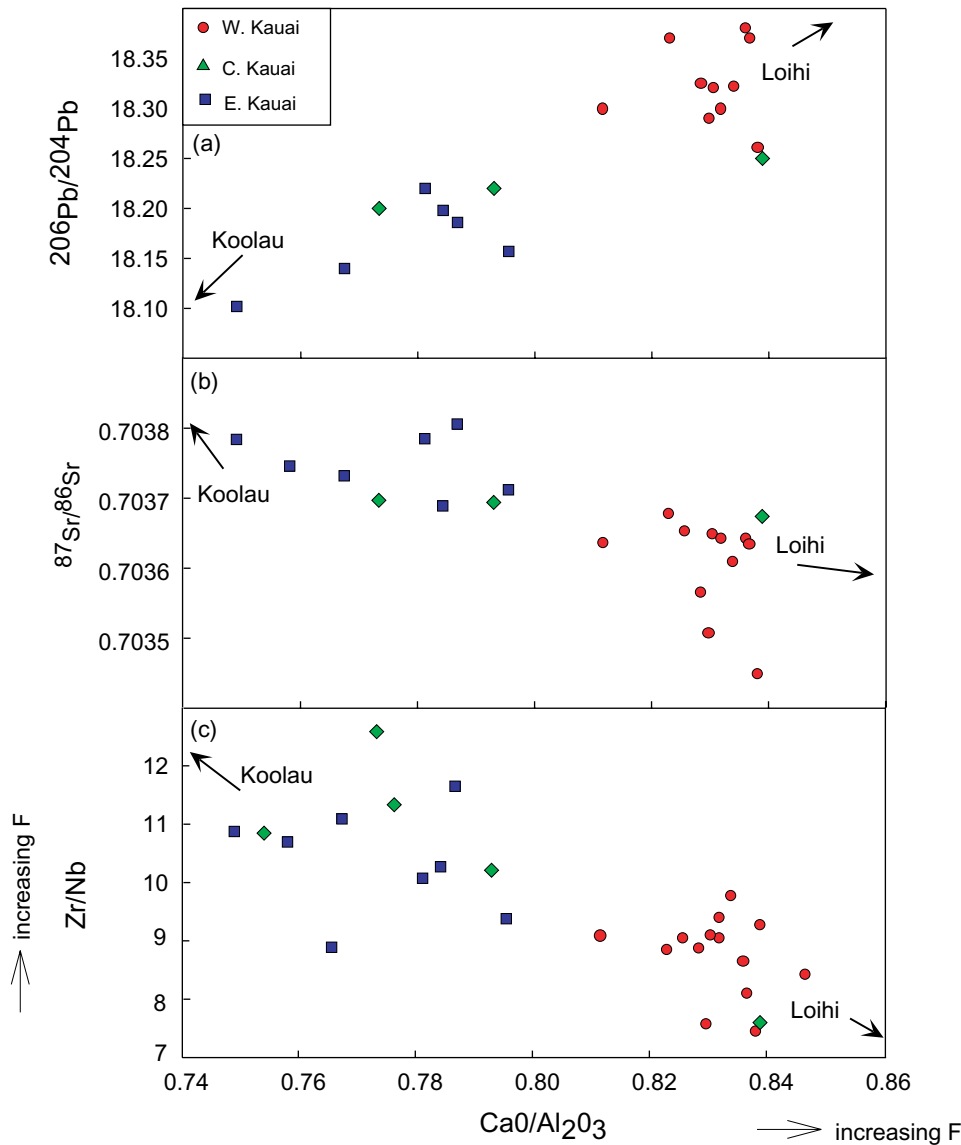 W. Kauai
C. Kauai
E. Kauai
(a)
Loihi
Koolau
206Pb/204Pb
18.35
18.30
18.25
18.20
18.15
18.10
(b)
Koolau
Loihi
87Sr/86Sr
0.7038
0.7037
0.7036
0.7035
(c)
Koolau
Loihi
Zr/Nb
increasing F
12
11
10
9
8
7
0.74 0.76 0.78 0.80 0.82 0.84 0.86
Ca0/Al203
increasing F